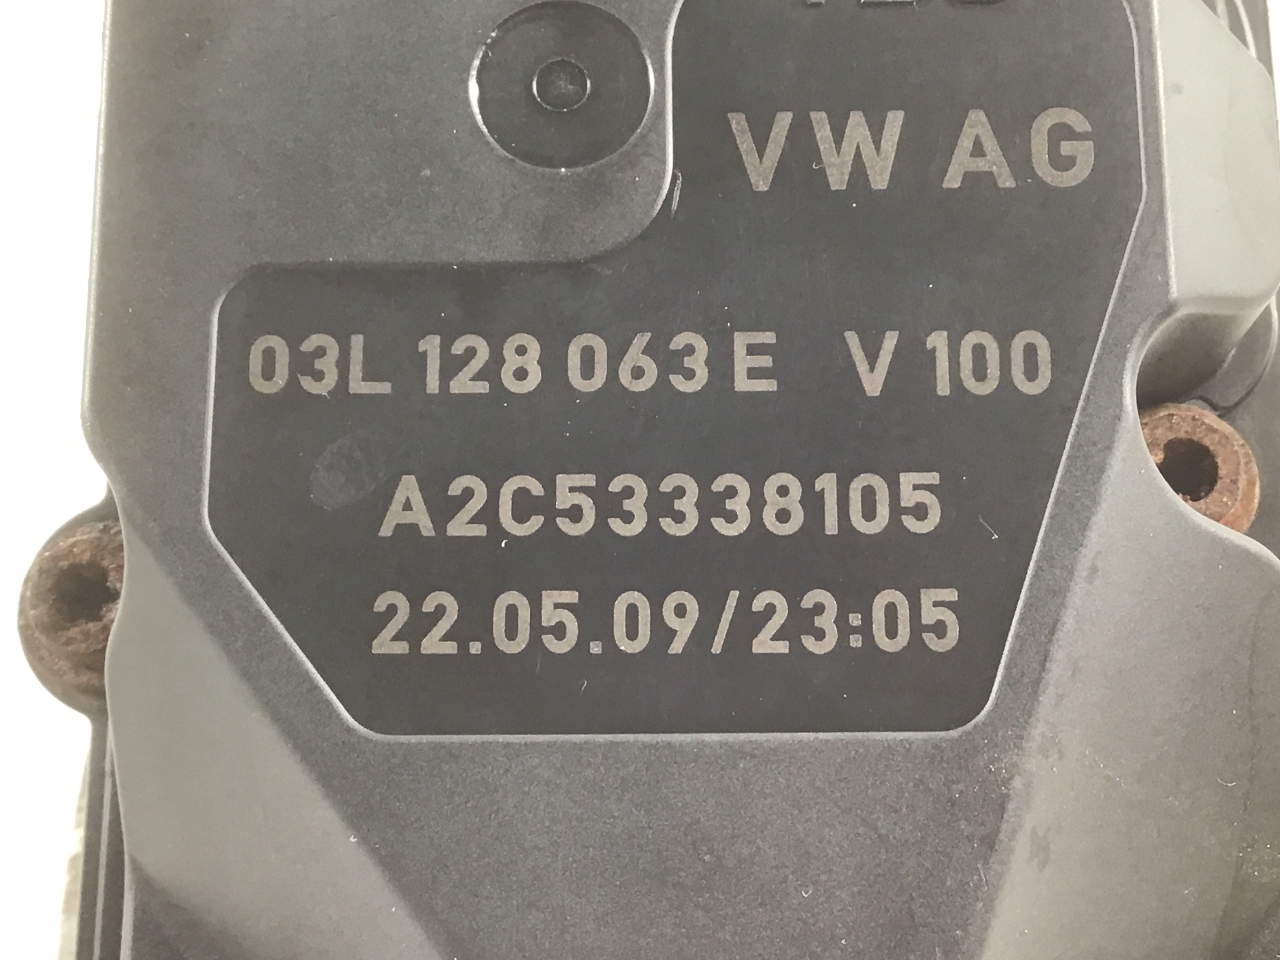 VW AG
03L 128 063 E V 100
A2C53338105
22.05.09/23:05